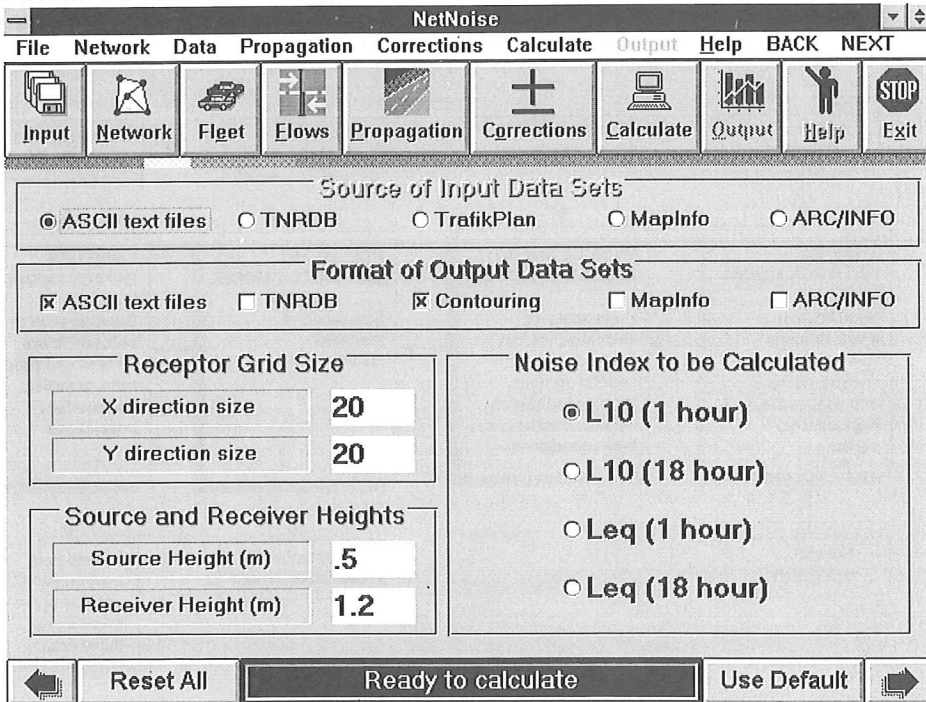 NetNoise
File Network Data Propagation Corrections Calculate Output Help BACK NEXT
Input Network Fleet Flows Propagation Corrections Calculate Output Help Exit
STOP
Source of Input Data Sets
ASCII text files TNRDB TrafikPlan MapInfo ARC/INFO
Format of Output Data Sets
ASCII text files TNRDB Contouring MapInfo ARC/INFO
Receptor Grid Size
X direction size 20
Y direction size 20
Source and Receiver Heights
Source Height (m) .5
Receiver Height (m) 1.2
Noise Index to be Calculated
L10 (1 hour)
L10 (18 hour)
Leq (1 hour)
Leq (18 hour)
Reset All Ready to calculate Use Default